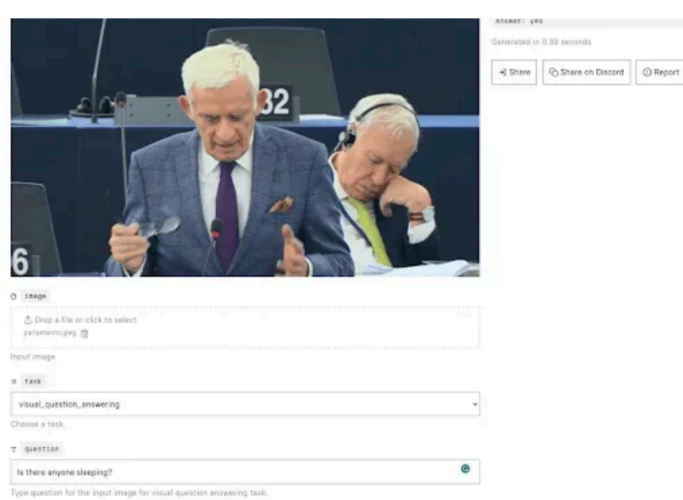 Answer: yes
Generated in 0.39 seconds
Share
Share on Discord
Report
32
6
image
Drop a file or click to select
Input image
task
visual_question_answering
Choose a task.
question
Is there anyone sleeping?
Type question for the input image for visual question answering task.